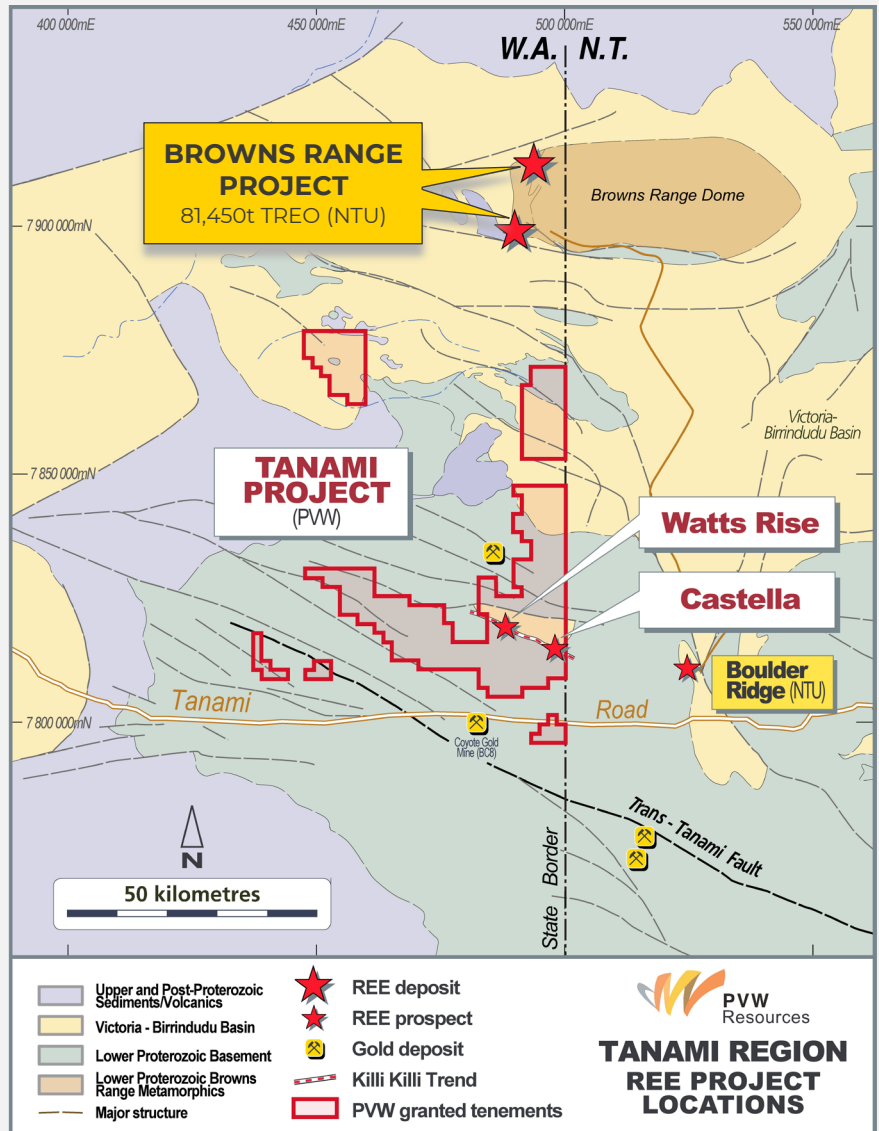 400 000mE
450 000mE
500 000mE
550 000mE
W.A.
N.T.
BROWNS RANGE
PROJECT
81,450t TREO (NTU)
Browns Range Dome
7 900 000mN
Victoria-
Birrindudu Basin
7 850 000mN
TANAMI
PROJECT
(PVW)
Watts Rise
Castella
Boulder
Ridge (NTU)
Tanami
Road
7 800 000mN
Coyote Gold
Mine (BC8)
Trans - Tanami Fault
State Border
N
50 kilometres
Upper and Post-Proterozoic
Sediments/Volcanics
Victoria - Birrindudu Basin
Lower Proterozoic Basement
Lower Proterozoic Browns
Range Metamorphics
Major structure
REE deposit
REE prospect
Gold deposit
Killi Killi Trend
PVW granted tenements
PVW
Resources
TANAMI REGION
REE PROJECT
LOCATIONS